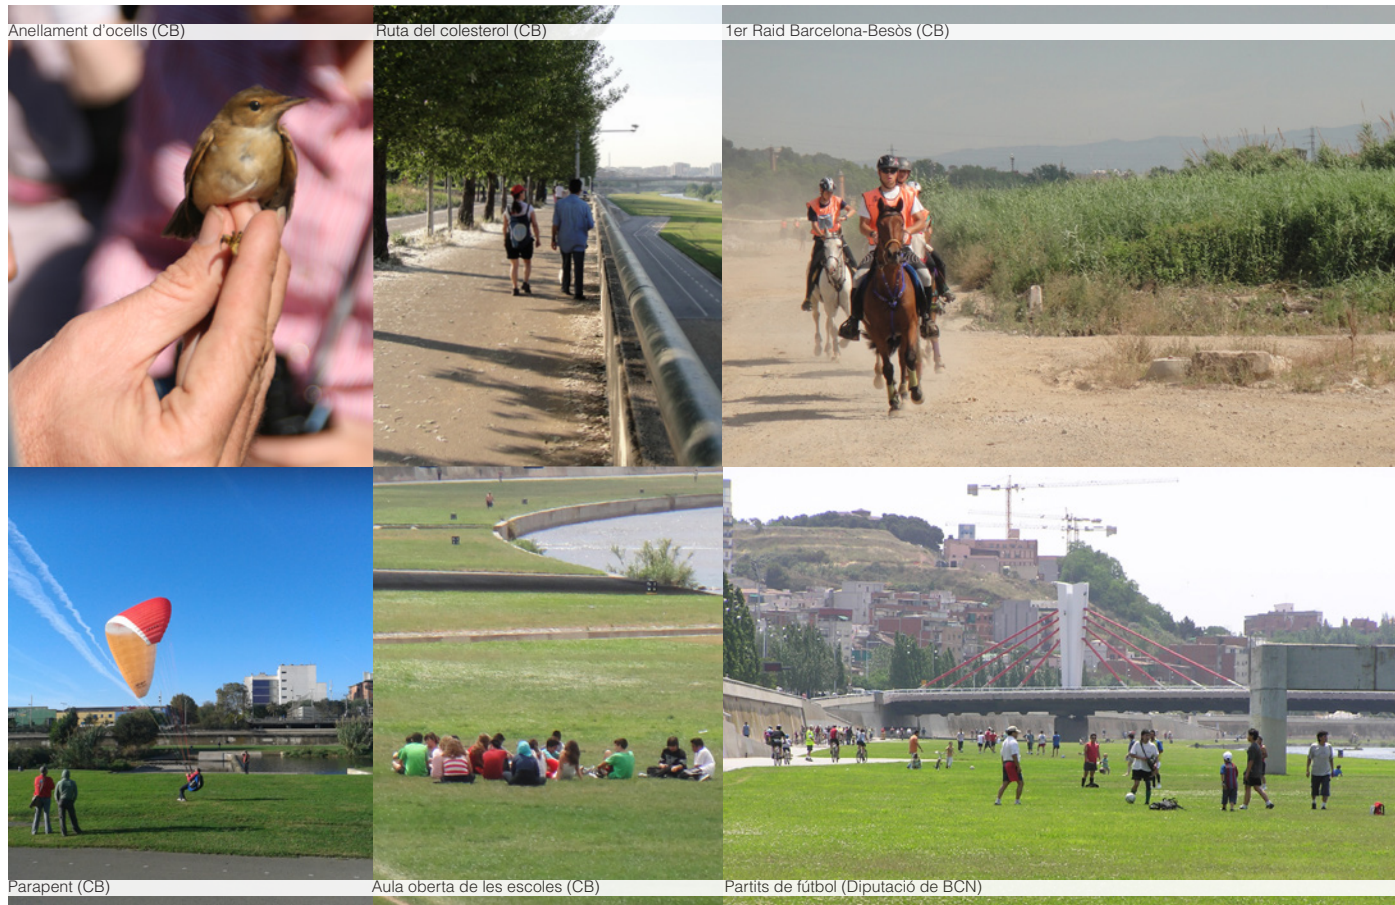 Anellament d'ocells (CB)
Ruta del colesterol (CB)
1er Raid Barcelona-Besòs (CB)
Parapent (CB)
Aula oberta de les escoles (CB)
Partits de fútbol (Diputació de BCN)